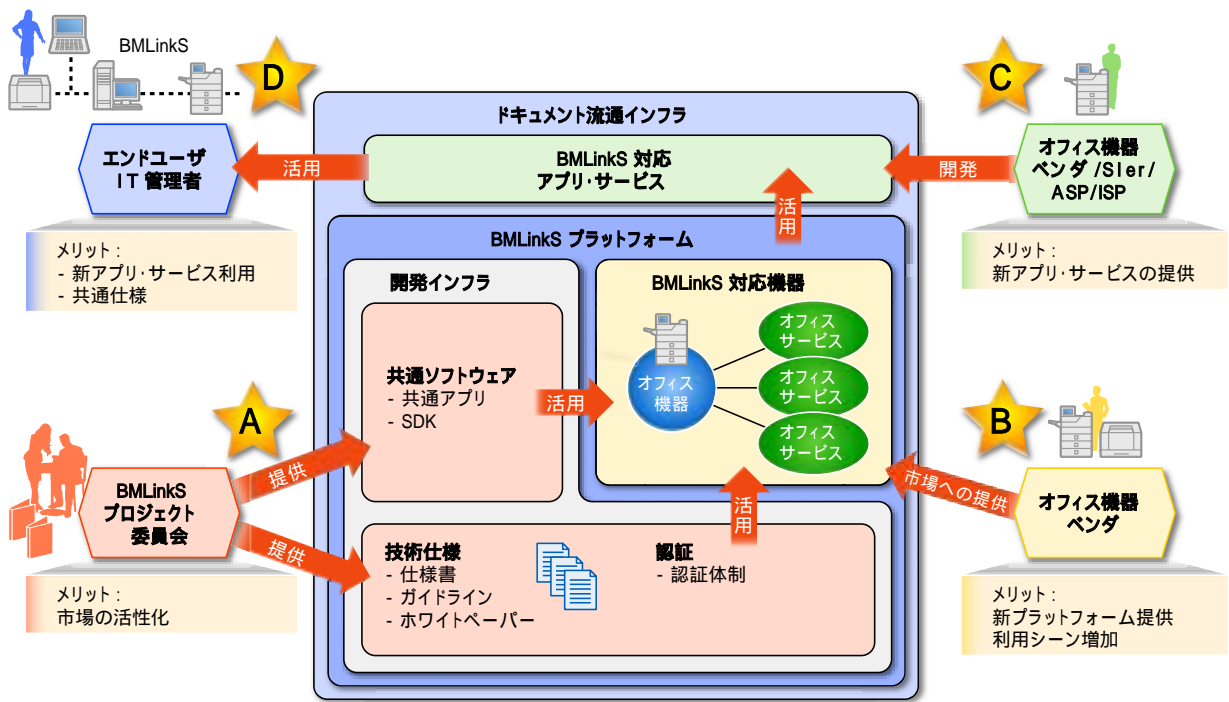 BMLinkS
D
エンドユーザ
IT 管理者
メリット：
- 新アプリ・サービス利用
- 共通仕様
C
オフィス機器
ベンダ /SIer/
ASP/ISP
メリット：
新アプリ・サービスの提供
ドキュメント流通インフラ
BMLinkS 対応
アプリ・サービス
活用
開発
活用
BMLinkS プラットフォーム
開発インフラ
共通ソフトウェア
- 共通アプリ
- SDK
活用
BMLinkS 対応機器
オフィス
機器
オフィス
サービス
オフィス
サービス
オフィス
サービス
活用
技術仕様
- 仕様書
- ガイドライン
- ホワイトペーパー
認証
- 認証体制
A
BMLinkS
プロジェクト
委員会
提供
提供
メリット：
市場の活性化
B
市場への提供
オフィス機器
ベンダ
メリット：
新プラットフォーム提供
利用シーン増加